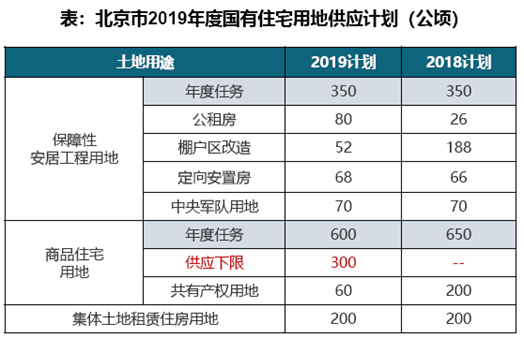 表：北京市2019年度国有住宅用地供应计划（公顷）
土地用途 2019计划 2018计划
保障性
安居工程用地
年度任务 350 350
公租房 80 26
棚户区改造 52 188
定向安置房 68 66
中央军队用地 70 70
商品住宅
用地
年度任务 600 650
供应下限 300 --
共有产权用地 60 200
集体土地租赁住房用地 200 200